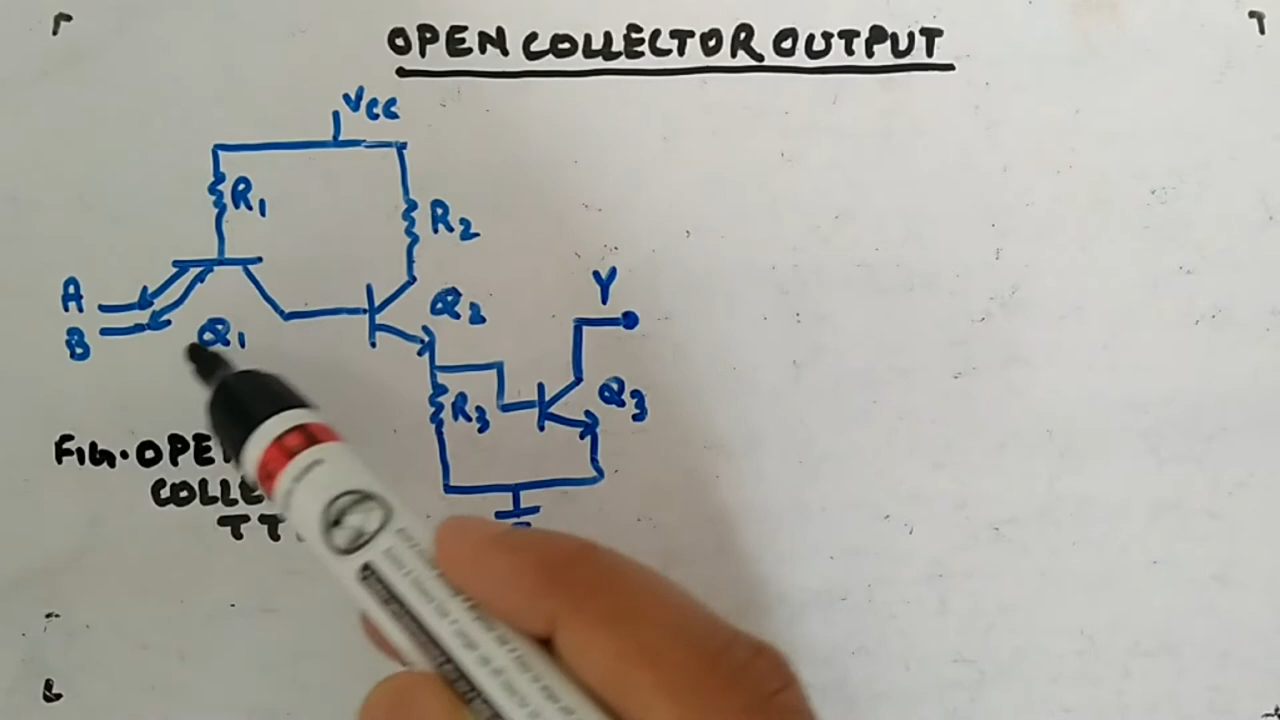 OPEN COLLECTOR OUTPUT
VCC
R1
R2
A
B
Q1
Q2
Y
R3
Q3
FIG. OPE
COLLE
TT